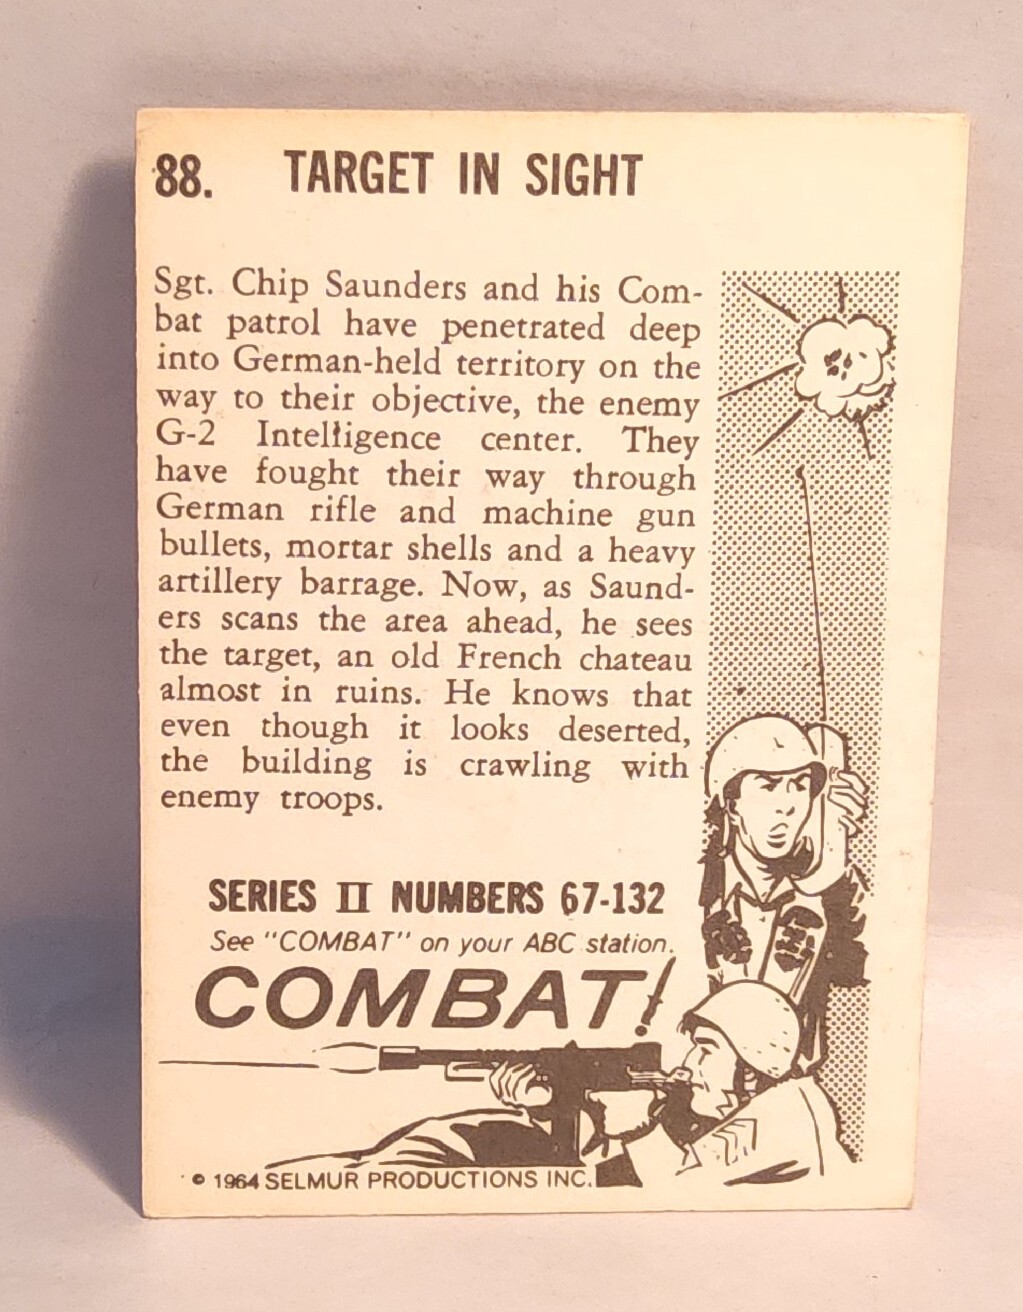 88. TARGET IN SIGHT
Sgt. Chip Saunders and his Com-
bat patrol have penetrated deep
into German-held territory on the
way to their objective, the enemy
G-2 Intelligence center. They
have fought their way through
German rifle and machine gun
bullets, mortar shells and a heavy
artillery barrage. Now, as Saund-
ers scans the area ahead, he sees
the target, an old French chateau
almost in ruins. He knows that
even though it looks deserted,
the building is crawling with
enemy troops.
SERIES II NUMBERS 67-132
See "COMBAT" on your ABC station.
COMBAT!
© 1964 SELMUR PRODUCTIONS INC.